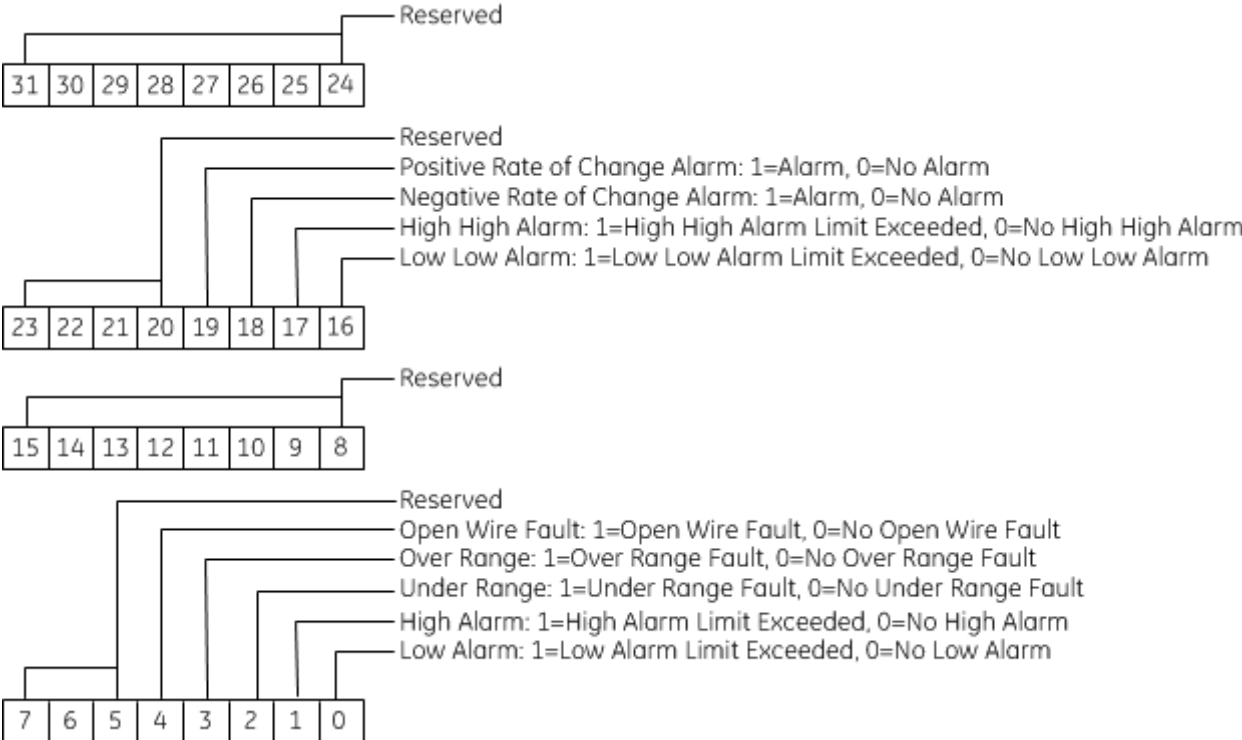 Reserved
31 30 29 28 27 26 25 24
Reserved
Positive Rate of Change Alarm: 1=Alarm, 0=No Alarm
Negative Rate of Change Alarm: 1=Alarm, 0=No Alarm
High High Alarm: 1=High High Alarm Limit Exceeded, 0=No High High Alarm
Low Low Alarm: 1=Low Low Alarm Limit Exceeded, 0=No Low Low Alarm
23 22 21 20 19 18 17 16
Reserved
15 14 13 12 11 10 9 8
Reserved
Open Wire Fault: 1=Open Wire Fault, 0=No Open Wire Fault
Over Range: 1=Over Range Fault, 0=No Over Range Fault
Under Range: 1=Under Range Fault, 0=No Under Range Fault
High Alarm: 1=High Alarm Limit Exceeded, 0=No High Alarm
Low Alarm: 1=Low Alarm Limit Exceeded, 0=No Low Alarm
7 6 5 4 3 2 1 0